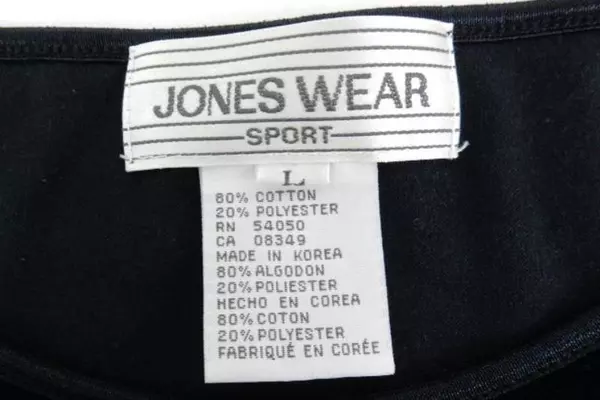 JONES WEAR
SPORT
L
80% COTTON
20% POLYESTER
RN 54050
CA 08349
MADE IN KOREA
80% ALGODON
20% POLIESTER
HECHO EN COREA
80% COTON
20% POLYESTER
FABRIQUÉ EN CORÉE